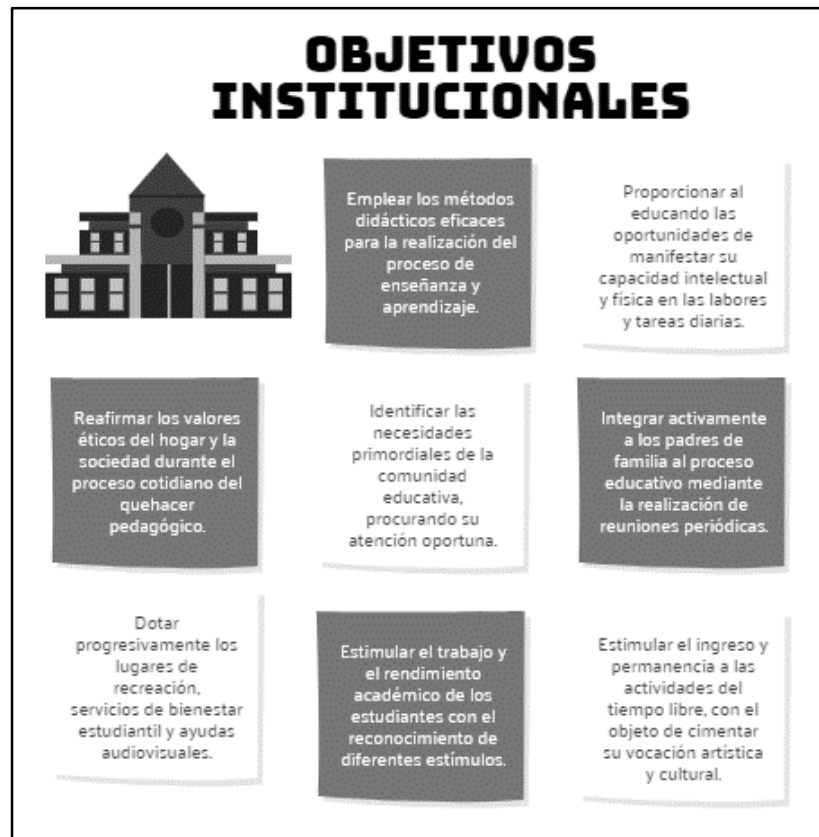 OBJETIVOS
INSTITUCIONALES
Emplear los métodos
didácticos eficaces
para la realización del
proceso de
enseñanza y
aprendizaje.
Proporcionar al
educando las
oportunidades de
manifestar su
capacidad intelectual
y física en las labores
y tareas diarias.
Reafirmar los valores
éticos del hogar y la
sociedad durante el
proceso cotidiano del
quehacer
pedagógico.
Identificar las
necesidades
primordiales de la
comunidad
educativa,
procurando su
atención oportuna.
Integrar activamente
a los padres de
familia al proceso
educativo mediante
la realización de
reuniones periódicas.
Dotar
progresivamente los
lugares de
recreación,
servicios de bienestar
estudiantil y ayudas
audiovisuales.
Estimular el trabajo y
el rendimiento
académico de los
estudiantes con el
reconocimiento de
diferentes estímulos.
Estimular el ingreso y
permanencia a las
actividades del
tiempo libre, con el
objeto de cimentar
su vocación artística
y cultural.